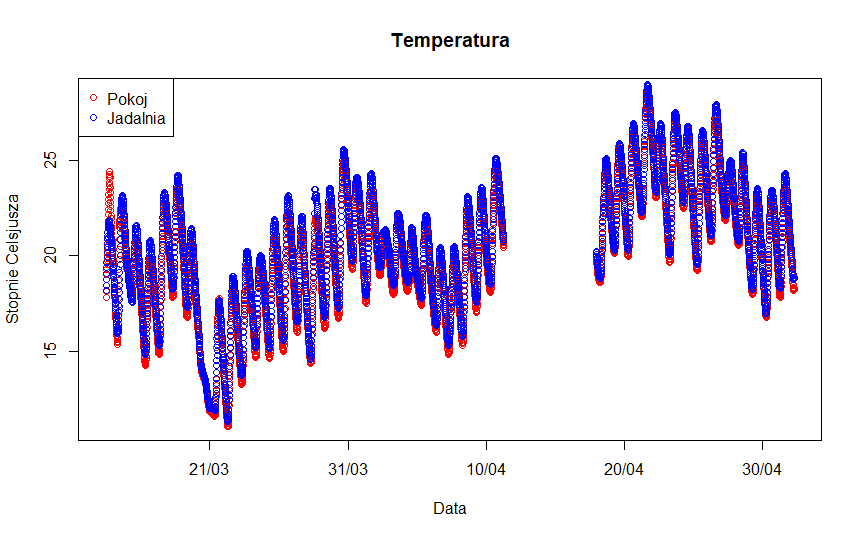 Temperatura
Pokoj
Jadalnia
Stopnie Celsjusza
25
20
15
21/03 31/03 10/04 20/04 30/04
Data